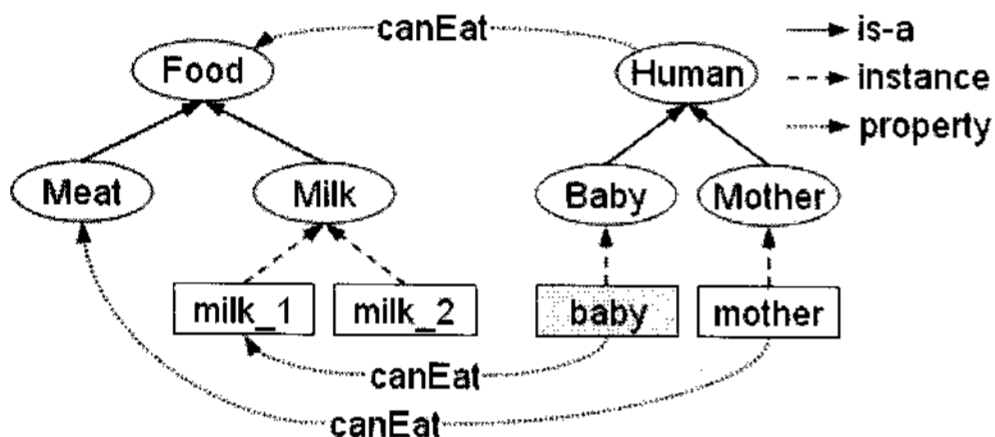 canEat
is-a
Food
Human
instance
property
Meat
Milk
Baby
Mother
milk_1
milk_2
baby
mother
canEat
canEat